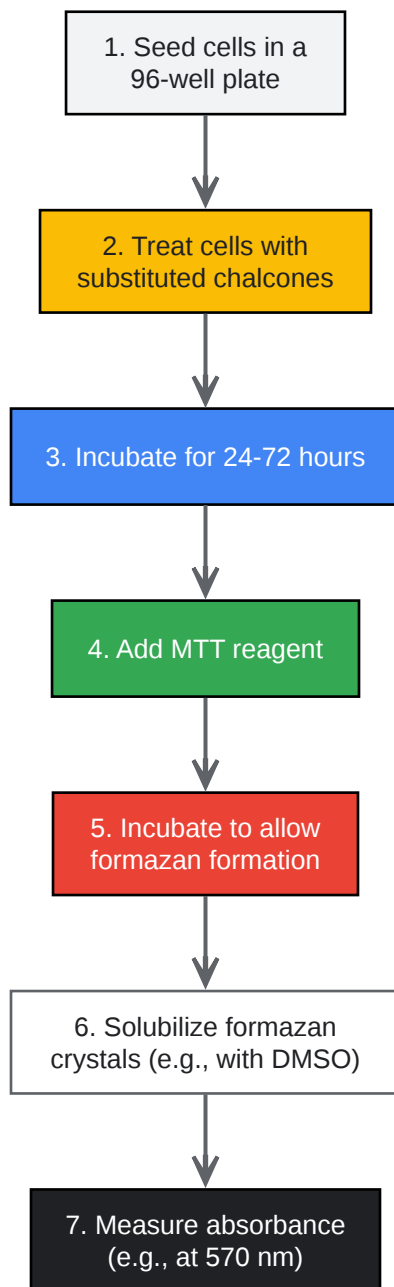 1. Seed cells in a
96-well plate
2. Treat cells with
substituted chalcones
3. Incubate for 24-72 hours
4. Add MTT reagent
5. Incubate to allow
formazan formation
6. Solubilize formazan
crystals (e.g., with DMSO)
7. Measure absorbance
(e.g., at 570 nm)